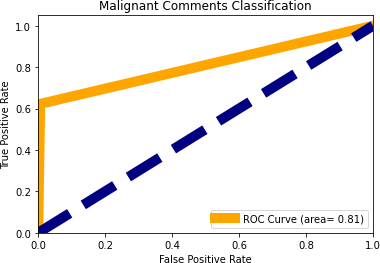 Malignant Comments Classification
True Positive Rate
1.0
0.8
0.6
0.4
0.2
0.0
ROC Curve (area= 0.81)
0.0 0.2 0.4 0.6 0.8 1.0
False Positive Rate